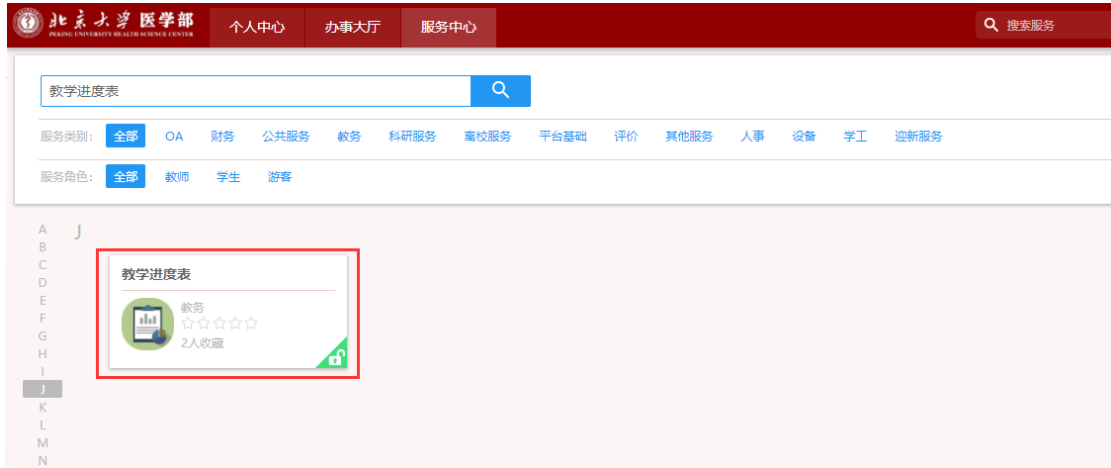 北京大学 医学部
PEKING UNIVERSITY HEALTH SCIENCE CENTER
个人中心 办事大厅 服务中心 搜索服务
教学进度表
服务类别: 全部 OA 财务 公共服务 教务 科研服务 离校服务 平台基础 评价 其他服务 人事 设备 学工 迎新服务
服务角色: 全部 教师 学生 游客
A
B
C
D
E
F
G
H
I
J
K
L
M
N
J
教学进度表
教务
2人收藏